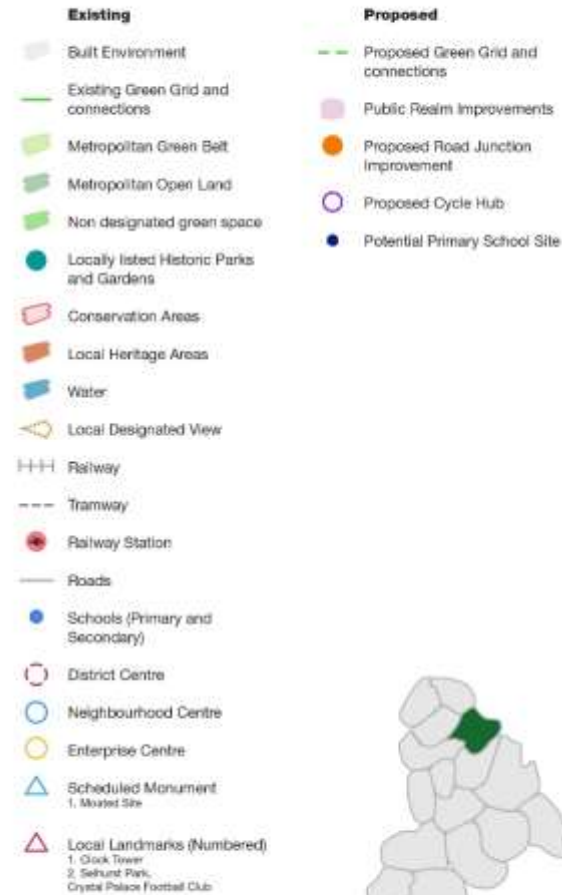 Existing
Built Environment
Existing Green Grid and
connections
Metropolitan Green Belt
Metropolitan Open Land
Non designated green space
Locally listed Historic Parks
and Gardens
Conservation Areas
Local Heritage Areas
Water
Local Designated View
Railway
Tramway
Railway Station
Roads
Schools (Primary and
Secondary)
District Centre
Neighbourhood Centre
Enterprise Centre
Scheduled Monument
1. Moated Site
Local Landmarks (Numbered)
1. Clock Tower
2. Selhurst Park,
Crystal Palace Football Club
Proposed
Proposed Green Grid and
connections
Public Realm Improvements
Proposed Road Junction
Improvement
Proposed Cycle Hub
Potential Primary School Site